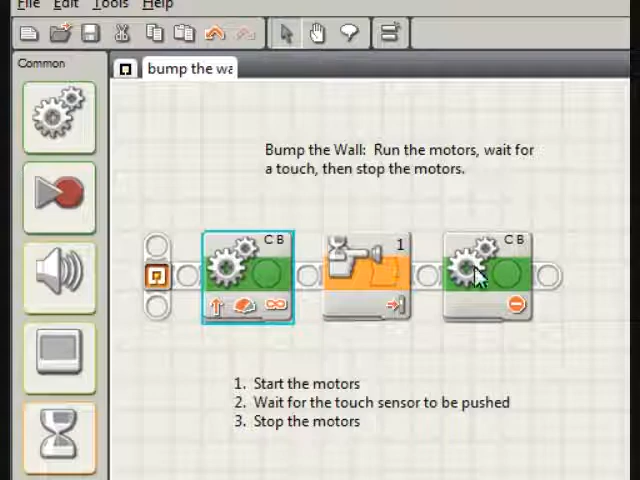 File Edit Tools Help
Common
bump the wa
Bump the Wall: Run the motors, wait for
a touch, then stop the motors.
C B
1
C B
1. Start the motors
2. Wait for the touch sensor to be pushed
3. Stop the motors